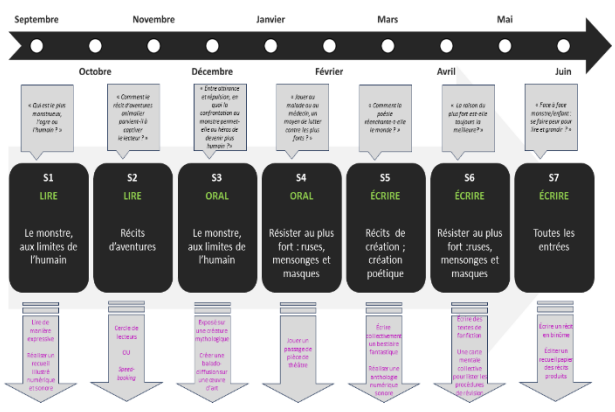 Septembre
Novembre
Janvier
Mars
Mai
Octobre
Décembre
Février
Avril
Juin
« Qui est le plus
monstrueux,
l'ogre ou
l'humain ? »
« Comment le
récit d'aventures
animalier
parvient-il à
captiver
le lecteur ? »
« Entre attirance
et répulsion, en
quoi la
confrontation au
monstre permet-
elle au héros de
devenir plus
humain ?»
« Jouer au
malade ou au
médecin, un
moyen de lutter
contre les plus
forts ? »
« Comment la
poésie
réenchante-t-elle
le monde ? »
« La raison du
plus fort est-elle
toujours la
meilleure? »
« Face à face
monstre/enfant :
se faire peur pour
lire et grandir ? »
S1
LIRE
Le monstre,
aux limites de
l'humain
S2
LIRE
Récits
d'aventures
S3
ORAL
Le monstre,
aux limites de
l'humain
S4
ORAL
Résister au plus
fort : ruses,
mensonges et
masques
S5
ÉCRIRE
Récits de
création ;
création
poétique
S6
ÉCRIRE
Résister au plus
fort :ruses,
mensonges et
masques
S7
ÉCRIRE
Toutes les
entrées
Lire de
manière
expressive
Réaliser un
recueil
illustré
numérique
et sonore
Cercle de
lecteurs
OU
Speed-
booking
Exposé sur
une créature
mythologique
Créer une
balado-
diffusion sur
une œuvre
d'art
Jouer un
passage de
pièce de
théâtre
Écrire
collectivement
un bestiaire
fantastique
Réaliser une
anthologie
numérique
sonore
Écrire des
textes de
fanfiction
Une carte
mentale
collective
pour lister les
procédures
de révision
Écrire un récit
en binôme
Éditer un
recueil papier
des récits
produits